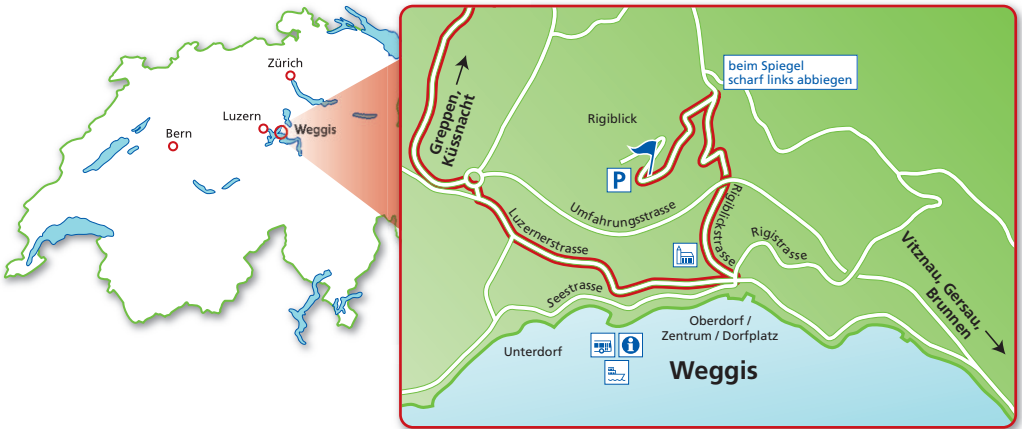 Zürich
Luzern
Weggis
Bern
beim Spiegel
scharf links abbiegen
Greppen,
Küssnacht
Rigiblick
P
Umfahrungsstrasse
Luzernerstrasse
Rigiblickstrasse
Rigistrasse
Seestrasse
Vitznau, Gersau,
Brunnen
Oberdorf /
Zentrum / Dorfplatz
Unterdorf
i
Weggis